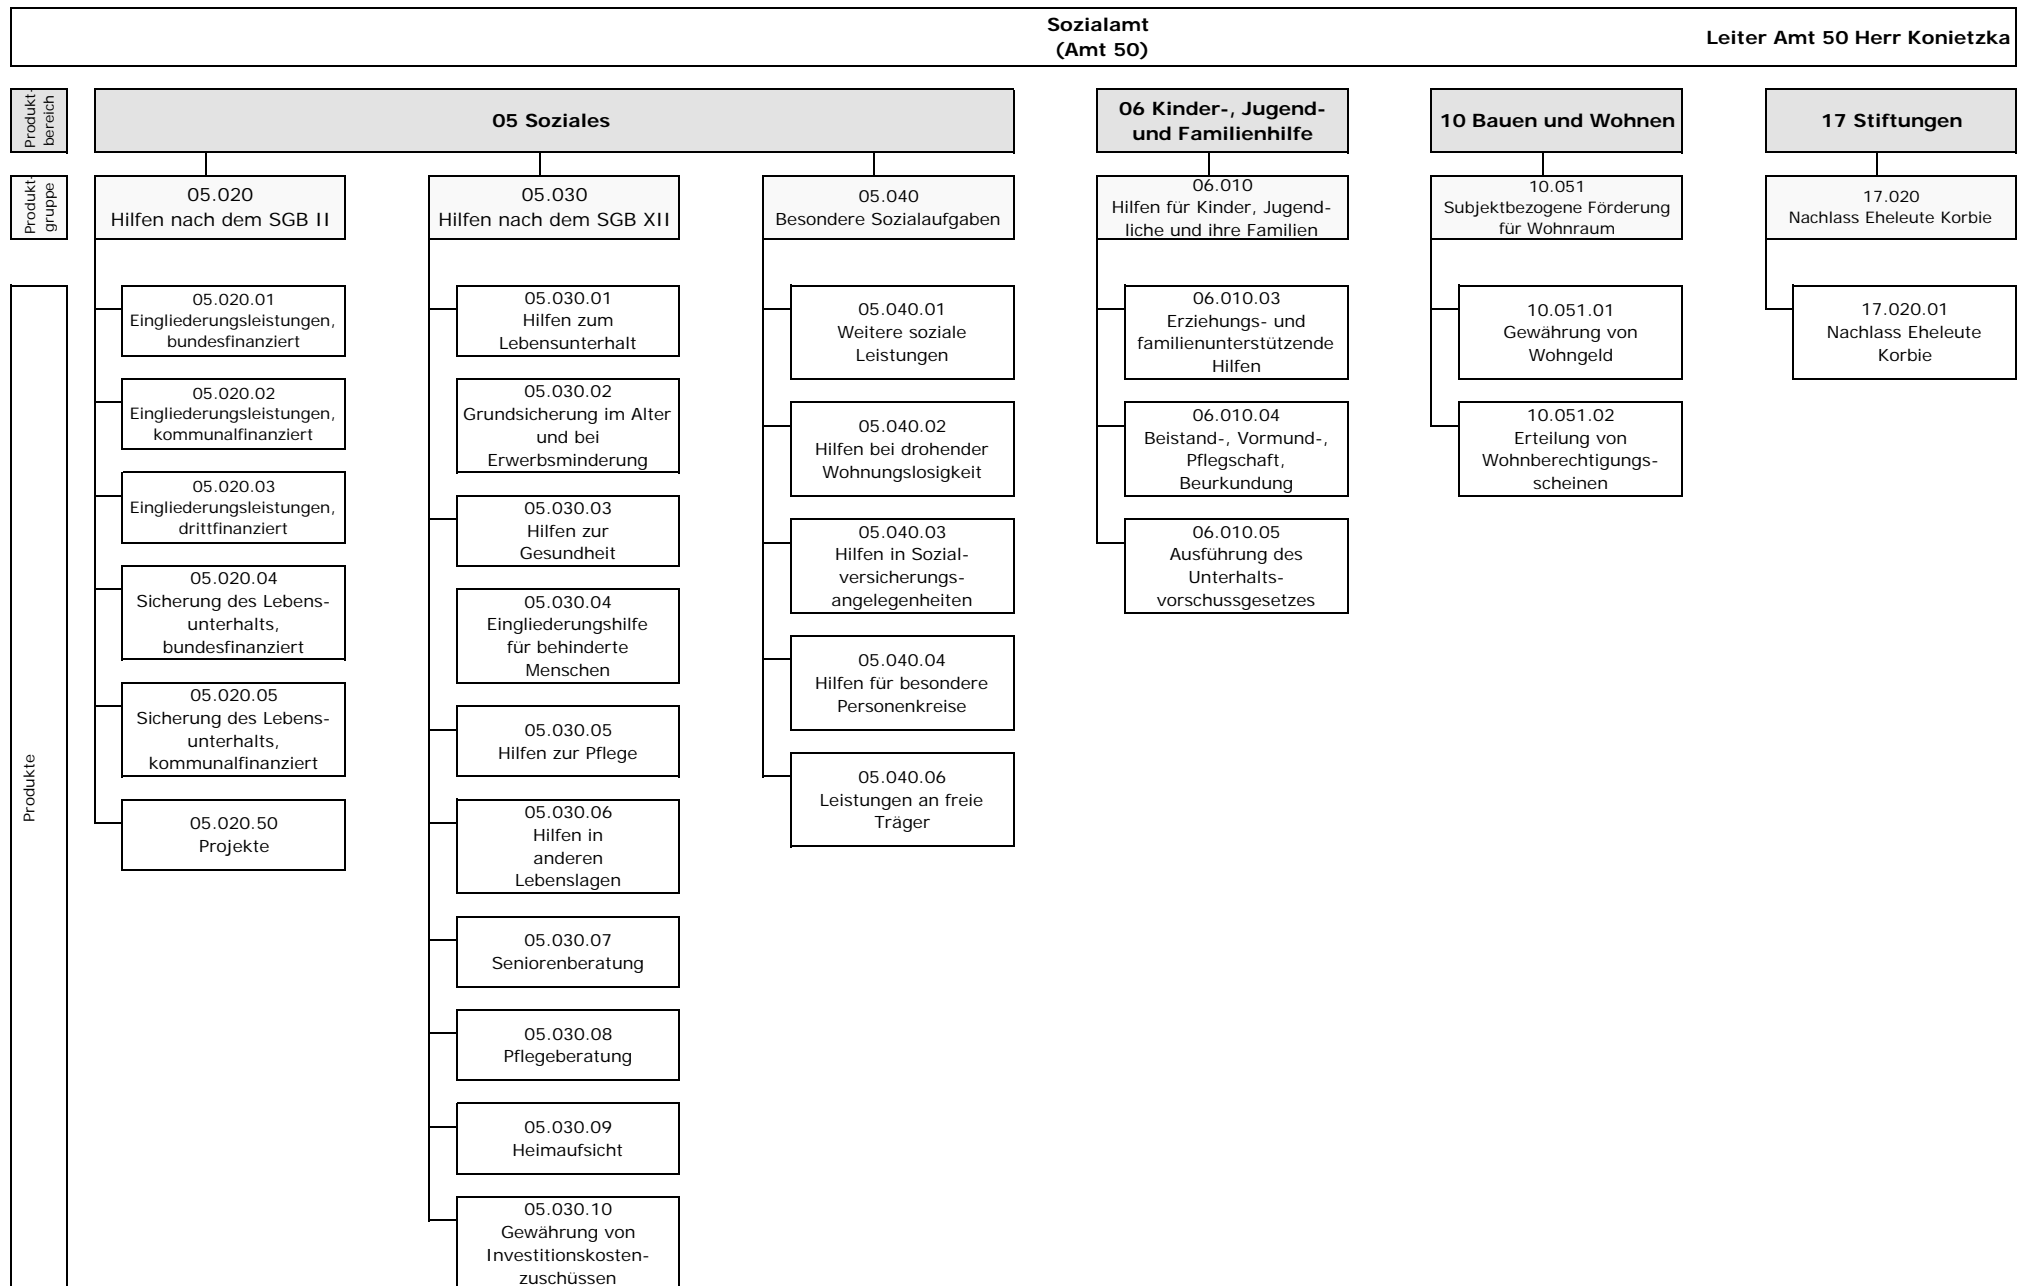 Sozialamt
(Amt 50)
Leiter Amt 50 Herr Konietzka
Produkt-
bereich
05 Soziales
06 Kinder-, Jugend-
und Familienhilfe
10 Bauen und Wohnen
17 Stiftungen
Produkt-
gruppe
05.020
Hilfen nach dem SGB II
05.030
Hilfen nach dem SGB XII
05.040
Besondere Sozialaufgaben
06.010
Hilfen für Kinder, Jugend-
liche und ihre Familien
10.051
Subjektbezogene Förderung
für Wohnraum
17.020
Nachlass Eheleute Korbie
Produkte
05.020.01
Eingliederungsleistungen,
bundesfinanziert
05.020.02
Eingliederungsleistungen,
kommunalfinanziert
05.020.03
Eingliederungsleistungen,
drittfinanziert
05.020.04
Sicherung des Lebens-
unterhalts,
bundesfinanziert
05.020.05
Sicherung des Lebens-
unterhalts,
kommunalfinanziert
05.020.50
Projekte
05.030.01
Hilfen zum
Lebensunterhalt
05.030.02
Grundsicherung im Alter
und bei
Erwerbsminderung
05.030.03
Hilfen zur
Gesundheit
05.030.04
Eingliederungshilfe
für behinderte
Menschen
05.030.05
Hilfen zur Pflege
05.030.06
Hilfen in
anderen
Lebenslagen
05.030.07
Seniorenberatung
05.030.08
Pflegeberatung
05.030.09
Heimaufsicht
05.030.10
Gewährung von
Investitionskosten-
zuschüssen
05.040.01
Weitere soziale
Leistungen
05.040.02
Hilfen bei drohender
Wohnungslosigkeit
05.040.03
Hilfen in Sozial-
versicherungs-
angelegenheiten
05.040.04
Hilfen für besondere
Personenkreise
05.040.06
Leistungen an freie
Träger
06.010.03
Erziehungs- und
familienunterstützende
Hilfen
06.010.04
Beistand-, Vormund-,
Pflegschaft,
Beurkundung
06.010.05
Ausführung des
Unterhalts-
vorschussgesetzes
10.051.01
Gewährung von
Wohngeld
10.051.02
Erteilung von
Wohnberechtigungs-
scheinen
17.020.01
Nachlass Eheleute
Korbie